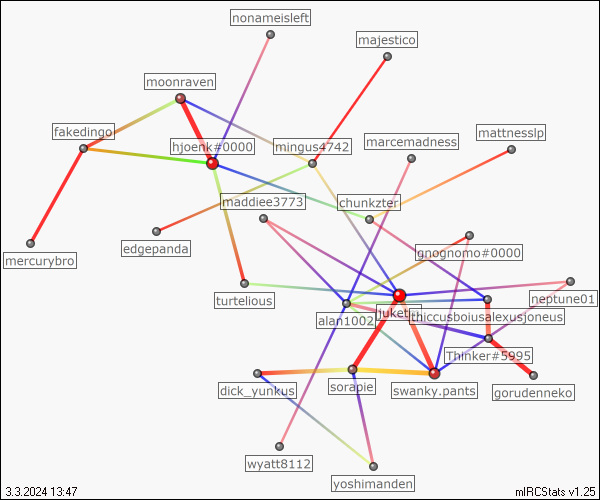 nonameisleft
majestico
moonraven
fakedingo
hjoenk#0000
mingus4742
marcemadness
mattnesslp
maddiee3773
chunkzter
edgepanda
gnognomo#0000
mercurybro
turtelious
neptune01
alan1002
thiccusboiusalexusjoneus
Thinker#5995
dick_yunkus
sorapie
swanky.pants
gorudenneko
wyatt8112
yoshimanden
3.3.2024 13:47
mIRCStats v1.25